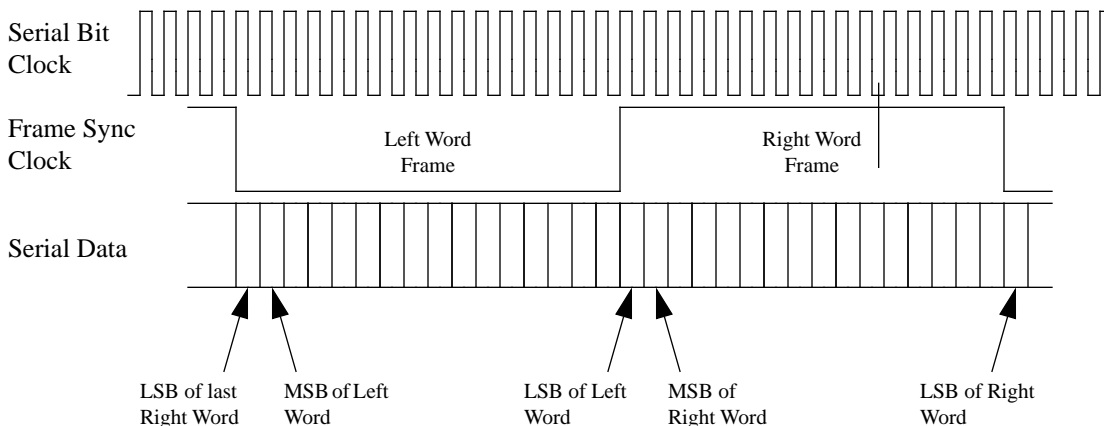 Serial Bit
Clock
Frame Sync
Clock
Left Word
Frame
Right Word
Frame
Serial Data
LSB of last
Right Word
MSB of Left
Word
LSB of Left
Word
MSB of
Right Word
LSB of Right
Word